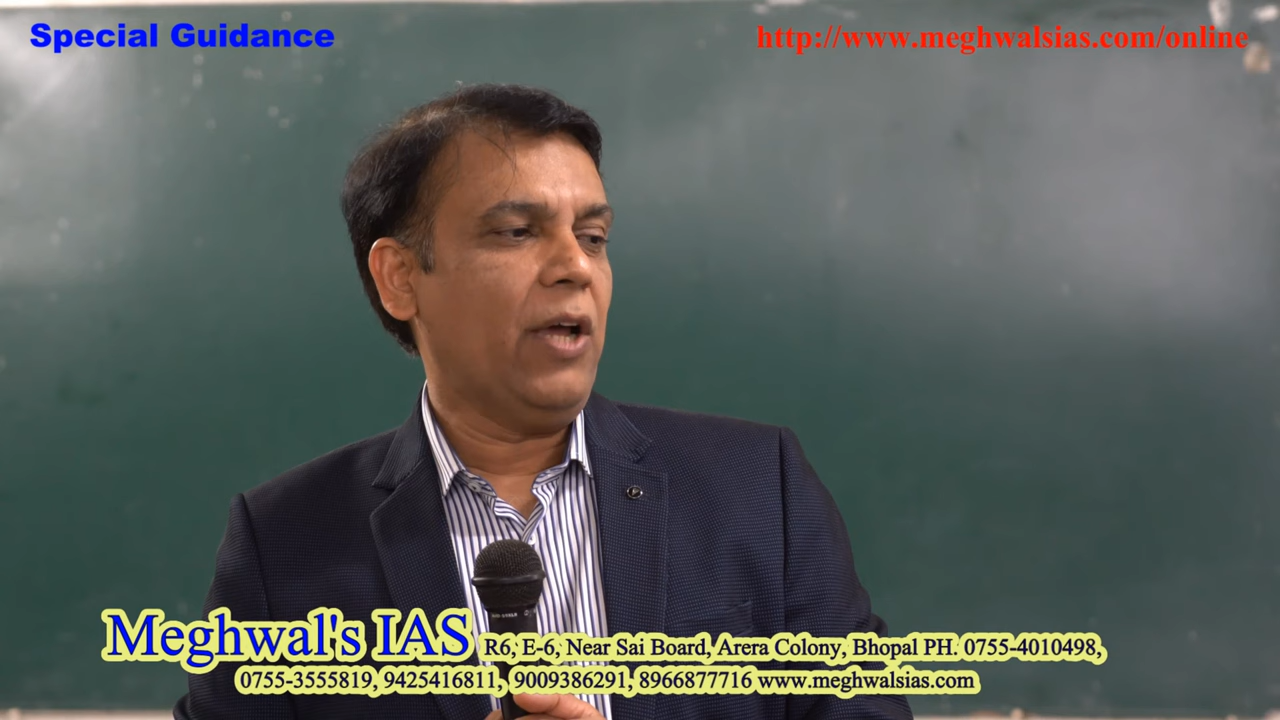 Special Guidance
http://www.meghwalsias.com/online
Meghwal's IAS R6, E-6, Near Sai Board, Arera Colony, Bhopal PH. 0755-4010498,
0755-3555819, 9425416811, 9009386291, 8966877716 www.meghwalsias.com